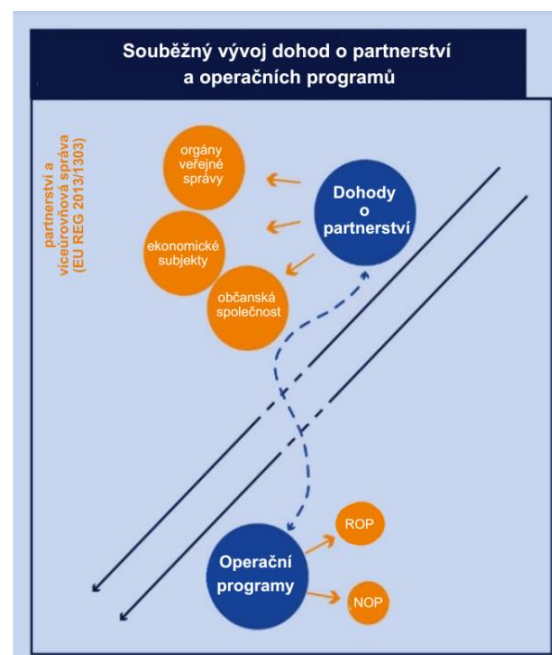 Souběžný vývoj dohod o partnerství
a operačních programů
partnerství a
víceúrovňová správa
(EU REG 2013/1303)
orgány
veřejné
správy
Dohody
o
partnerství
ekonomické
subjekty
občanská
společnost
Operační
programy
ROP
NOP